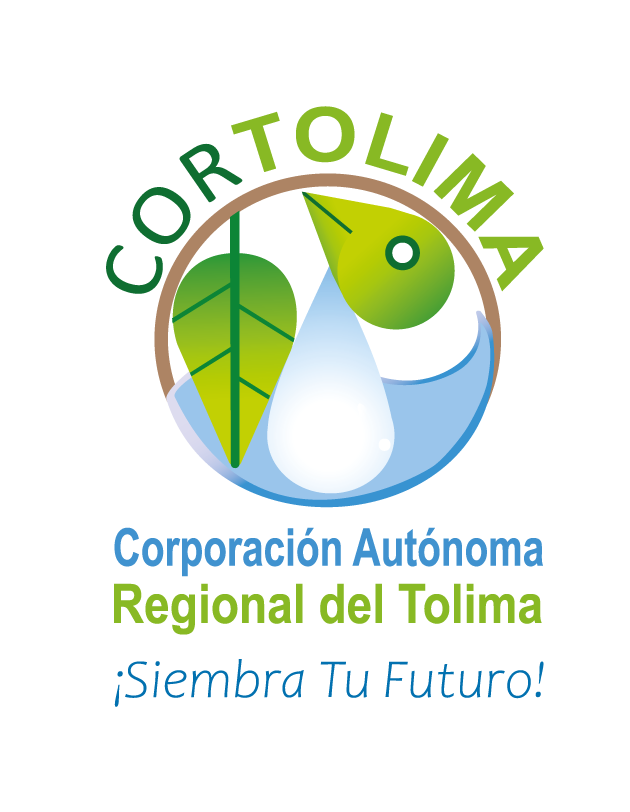 CORTOLIMA
Corporación Autónoma
Regional del Tolima
¡Siembra Tu Futuro!